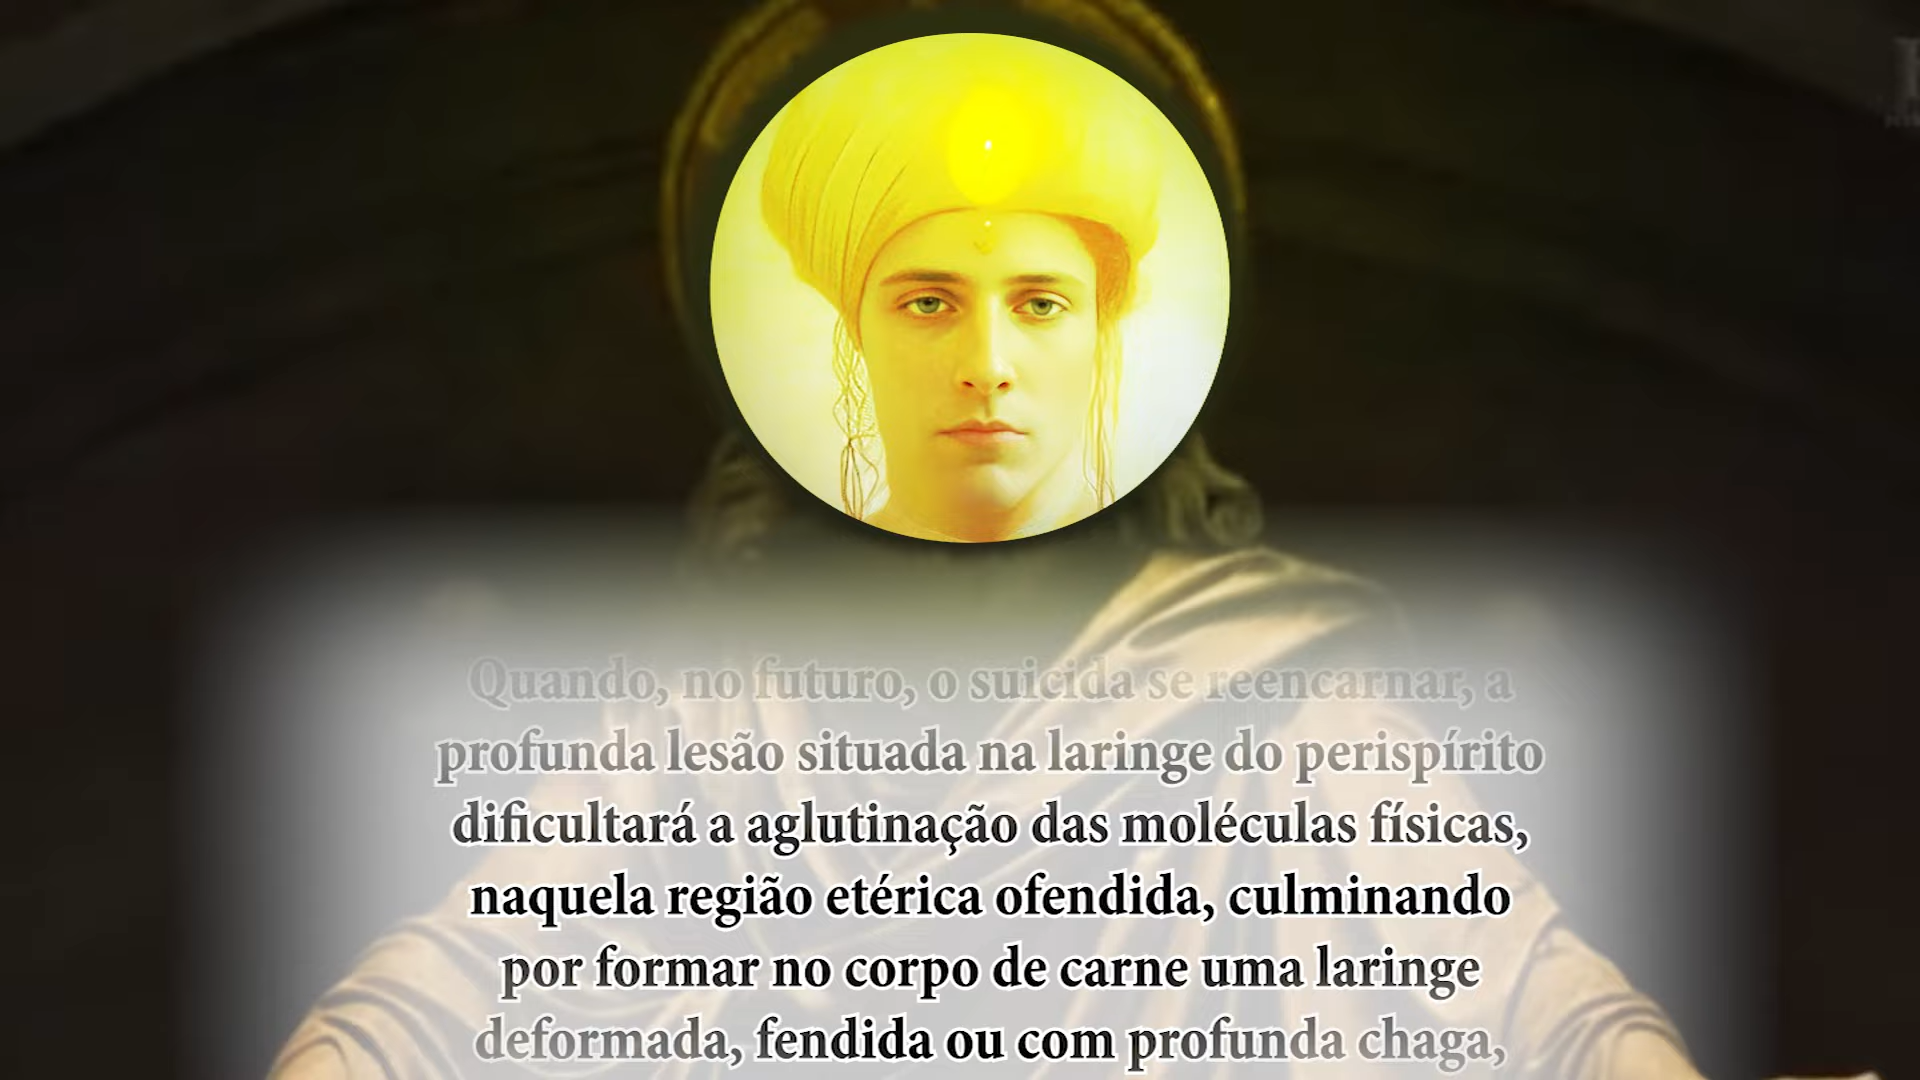 Quando, no futuro, o suicida se reencarnar, a
profunda lesão situada na laringe do perispírito
dificultará a aglutinação das moléculas físicas,
naquela região etérica ofendida, culminando
por formar no corpo de carne uma laringe
deformada, fendida ou com profunda chaga,